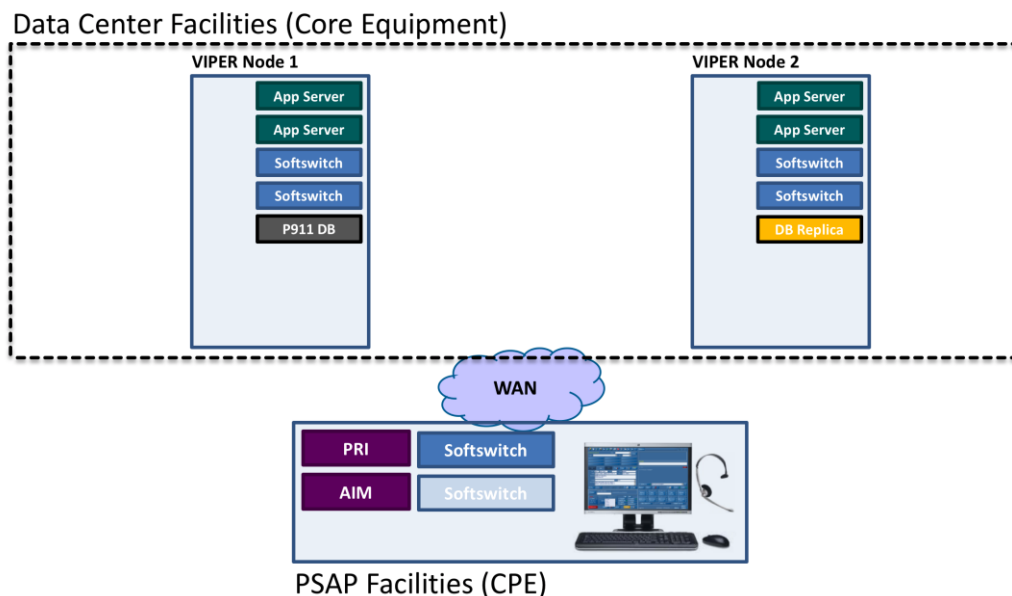 Data Center Facilities (Core Equipment)
VIPER Node 1
App Server
App Server
Softswitch
Softswitch
P911 DB
VIPER Node 2
App Server
App Server
Softswitch
Softswitch
DB Replica
WAN
PRI
Softswitch
AIM
Softswitch
PSAP Facilities (CPE)